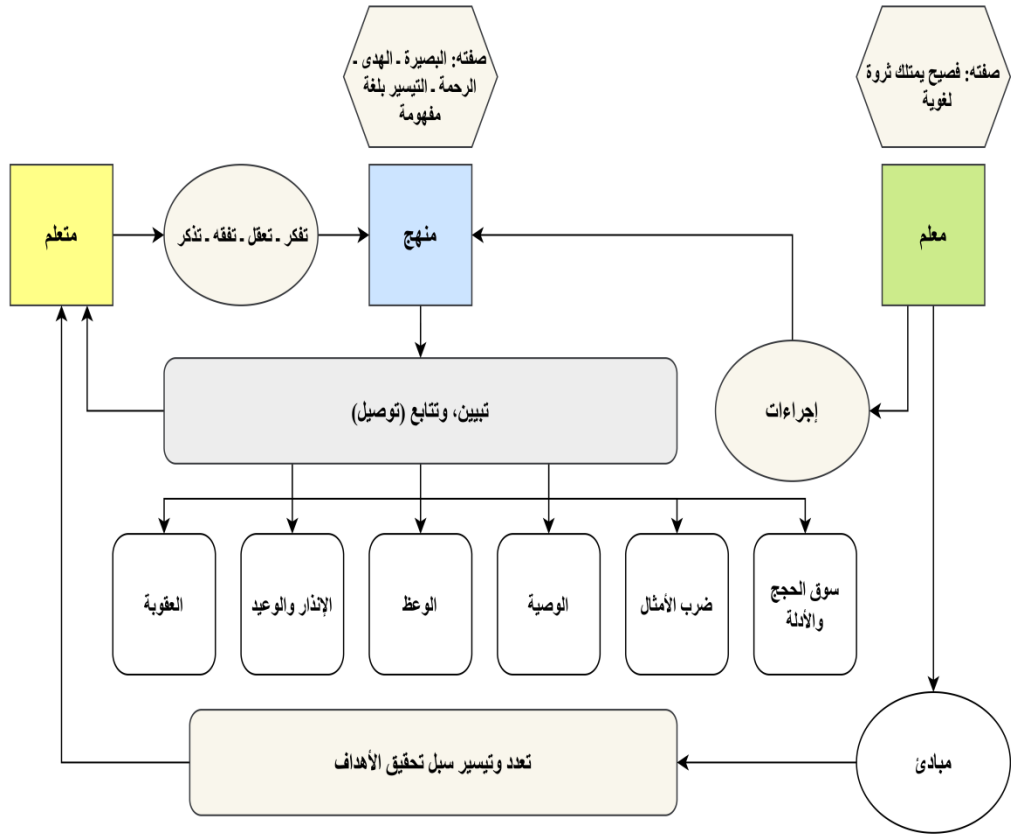 صفته: فصيح يمتلك ثروة
لغوية
صفته: البصيرة ـ الهدى ـ
الرحمة ـ التيسير بلغة
مفهومة
معلم
منهج
تفكر ـ تعقل ـ تفقه ـ تذكر
متعلم
إجراءات
تبيين، وتتابع (توصيل)
سوق الحجج
والأدلة
ضرب الأمثال
الوصية
الوعظ
الإنذار والوعيد
العقوبة
مبادئ
تعدد وتيسير سبل تحقيق الأهداف